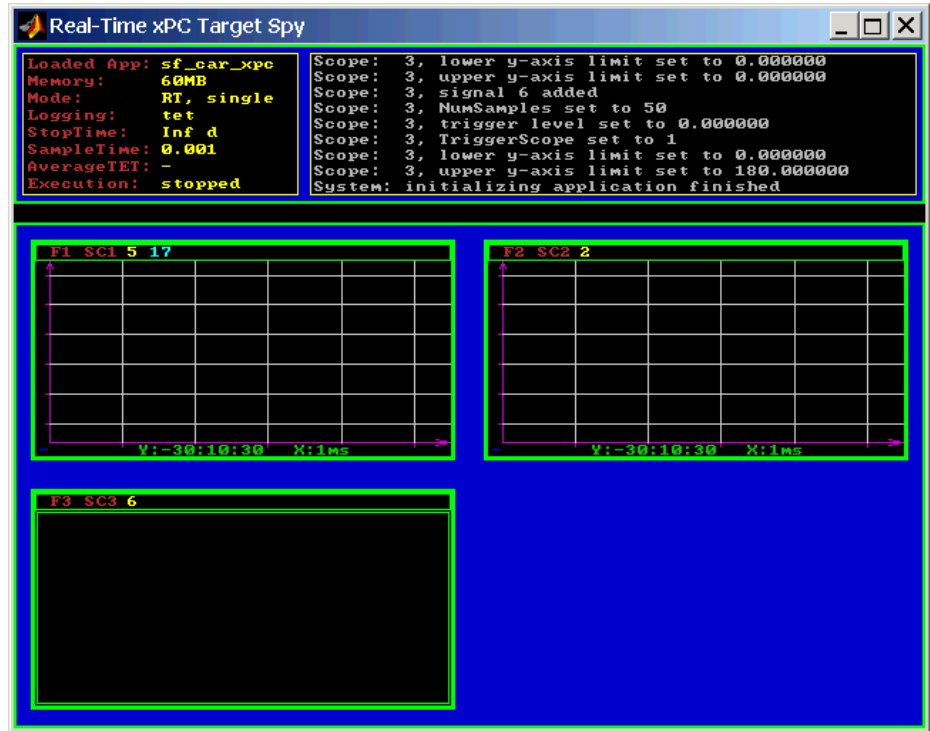 Real-Time xPC Target Spy
Loaded App: sf_car_xpc
Memory: 60MB
Mode: RT, single
Logging: tet
StopTime: Inf d
SampleTime: 0.001
AverageTET: -
Execution: stopped
Scope: 3, lower y-axis limit set to 0.000000
Scope: 3, upper y-axis limit set to 0.000000
Scope: 3, signal 6 added
Scope: 3, NumSamples set to 50
Scope: 3, trigger level set to 0.000000
Scope: 3, TriggerScope set to 1
Scope: 3, lower y-axis limit set to 0.000000
Scope: 3, upper y-axis limit set to 180.000000
System: initializing application finished
F1 SC1 5 17
Y:-30:10:30 X:1ms
F2 SC2 2
Y:-30:10:30 X:1ms
F3 SC3 6